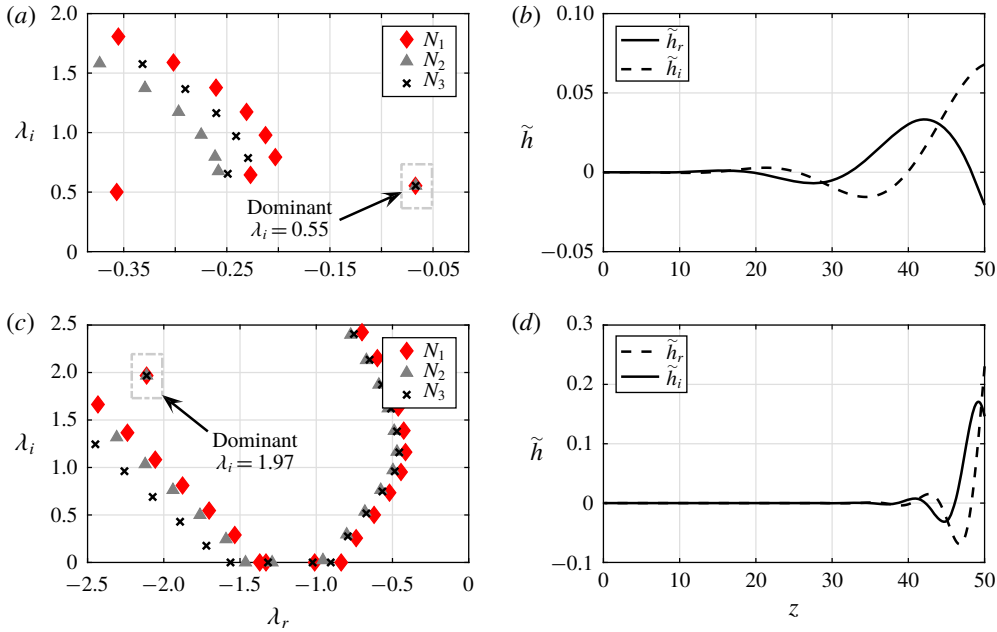 (a)
2.0
1.5
λi
1.0
0.5
0
−0.35
−0.25
−0.15
−0.05
N1
N2
N3
Dominant
λi = 0.55
(b)
0.10
0.05
h̃
0
−0.05
0
10
20
30
40
50
h̃r
h̃i
(c)
2.5
2.0
1.5
λi
1.0
0.5
0
−2.5
−2.0
−1.5
−1.0
−0.5
0
λr
N1
N2
N3
Dominant
λi = 1.97
(d)
0.3
0.2
0.1
h̃
0
−0.1
0
10
20
30
40
50
z
h̃r
h̃i